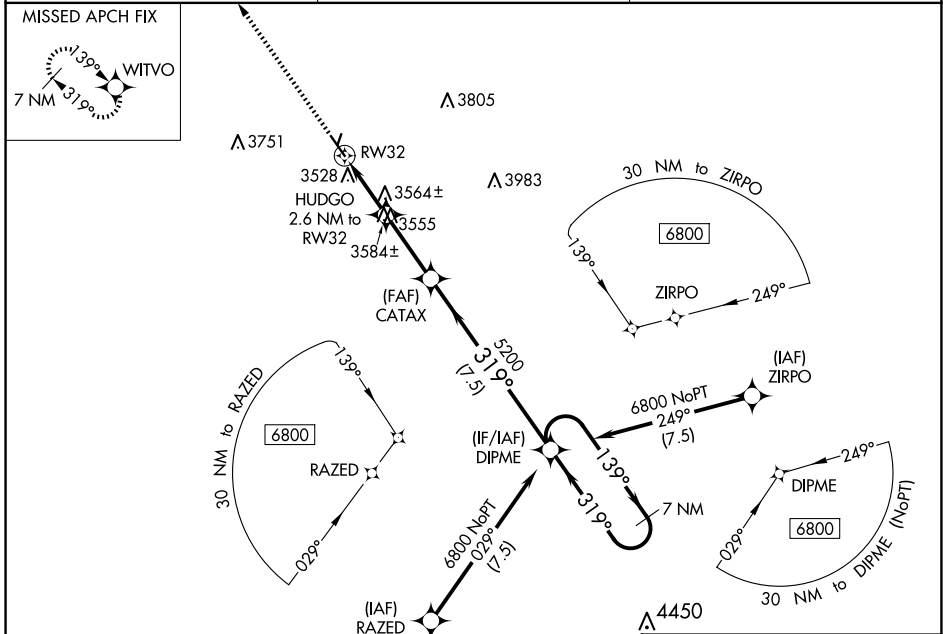 MISSED APCH FIX
139°
WITVO
7 NM
319°
3805
3751
RW32
3528
3983
3564±
HUDGO
2.6 NM to
RW32
3555
3584±
30 NM to ZIRPO
6800
139°
ZIRPO
249°
(FAF)
CATAX
5200
319°
(7.5)
30 NM to RAZED
139°
6800
RAZED
029°
(IAF)
ZIRPO
6800 NoPT
249°
(7.5)
(IF/IAF)
DIPME
139°
319°
7 NM
249°
DIPME
029°
6800
30 NM to DIPME (NoPT)
6800 NoPT
029°
(7.5)
(IAF)
RAZED
4450